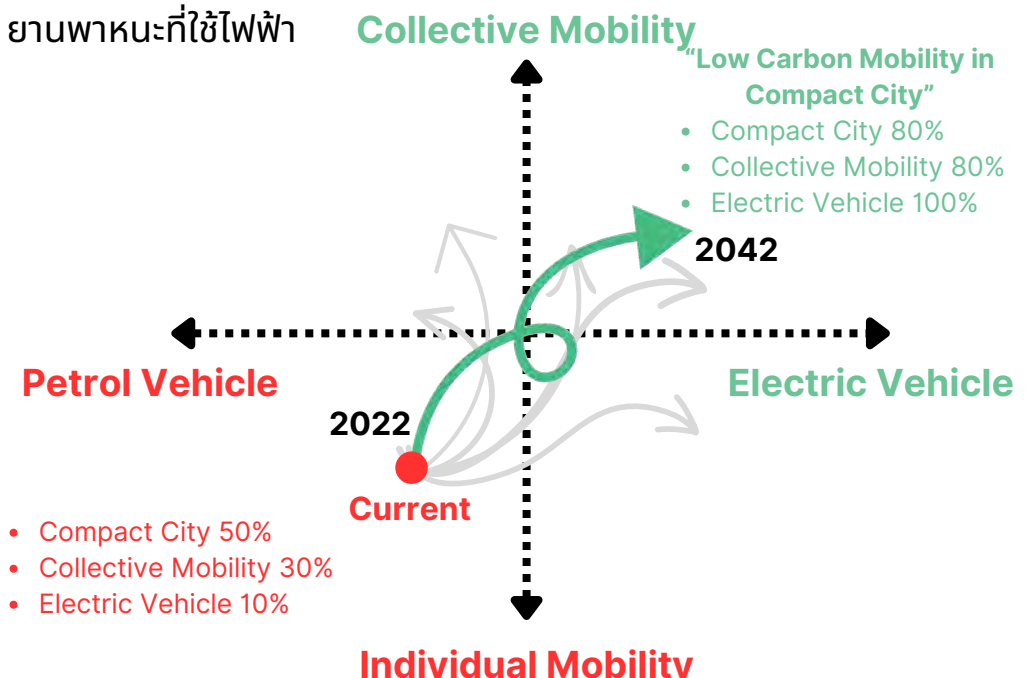 ยานพาหนะที่ใช้ไฟฟ้า
Collective Mobility
“Low Carbon Mobility in
Compact City”
• Compact City 80%
• Collective Mobility 80%
• Electric Vehicle 100%
2042
Petrol Vehicle
Electric Vehicle
2022
Current
• Compact City 50%
• Collective Mobility 30%
• Electric Vehicle 10%
Individual Mobility